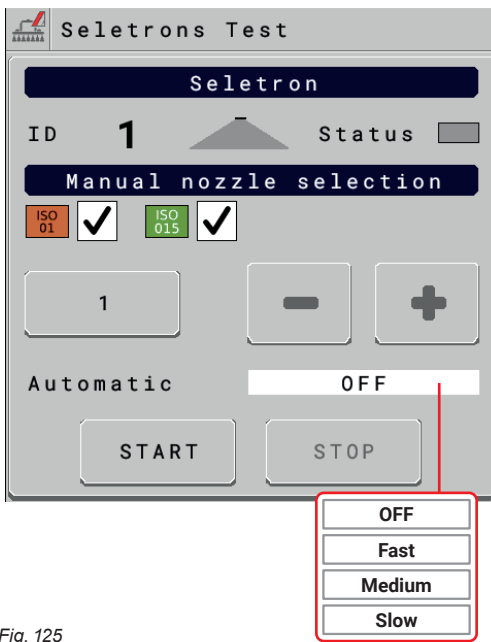 Seletrons Test
Seletron
ID 1 Status
Manual nozzle selection
ISO 01 ISO 015
1
Automatic OFF
START STOP
OFF
Fast
Medium
Slow
Fig. 125